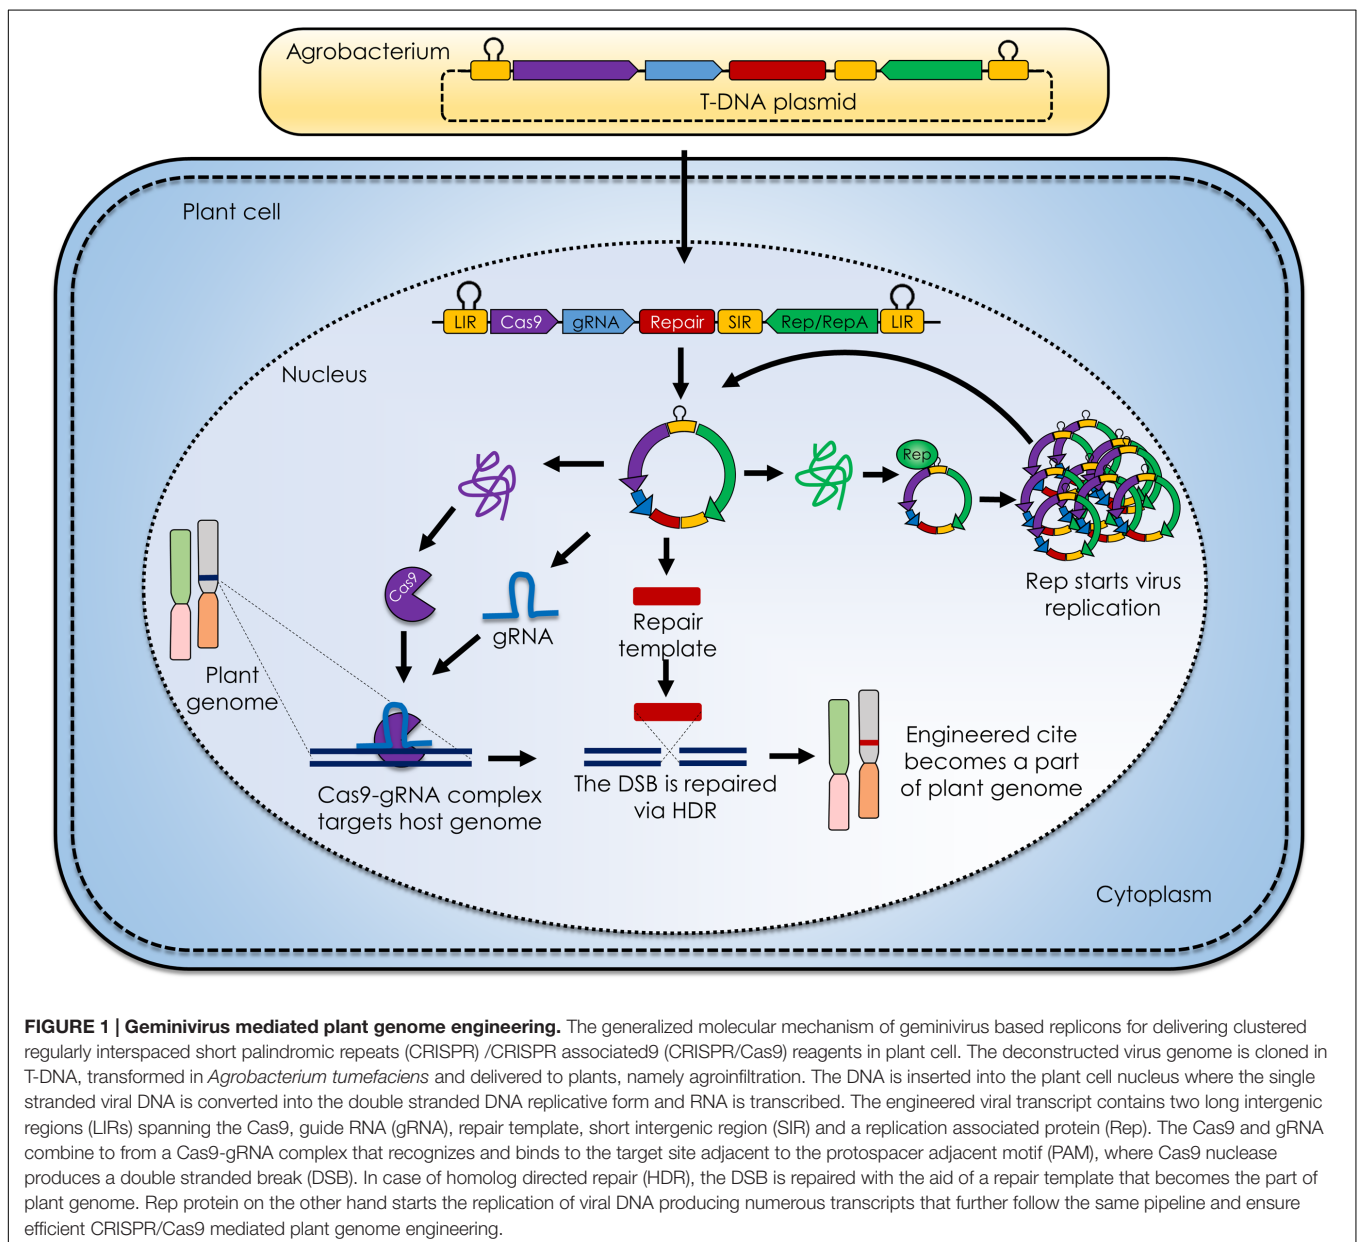 Agrobacterium
T-DNA plasmid
Plant cell
LIR Cas9 gRNA Repair SIR Rep/RepA LIR
Nucleus
Rep
Cas9
Rep starts virus
replication
gRNA
Repair
template
Plant
genome
Cas9-gRNA complex
targets host genome
The DSB is repaired
via HDR
Engineered cite
becomes a part
of plant genome
Cytoplasm
FIGURE 1 | Geminivirus mediated plant genome engineering. The generalized molecular mechanism of geminivirus based replicons for delivering clustered
regularly interspaced short palindromic repeats (CRISPR) /CRISPR associated9 (CRISPR/Cas9) reagents in plant cell. The deconstructed virus genome is cloned in
T-DNA, transformed in Agrobacterium tumefaciens and delivered to plants, namely agroinfiltration. The DNA is inserted into the plant cell nucleus where the single
stranded viral DNA is converted into the double stranded DNA replicative form and RNA is transcribed. The engineered viral transcript contains two long intergenic
regions (LIRs) spanning the Cas9, guide RNA (gRNA), repair template, short intergenic region (SIR) and a replication associated protein (Rep). The Cas9 and gRNA
combine to from a Cas9-gRNA complex that recognizes and binds to the target site adjacent to the protospacer adjacent motif (PAM), where Cas9 nuclease
produces a double stranded break (DSB). In case of homolog directed repair (HDR), the DSB is repaired with the aid of a repair template that becomes the part of
plant genome. Rep protein on the other hand starts the replication of viral DNA producing numerous transcripts that further follow the same pipeline and ensure
efficient CRISPR/Cas9 mediated plant genome engineering.